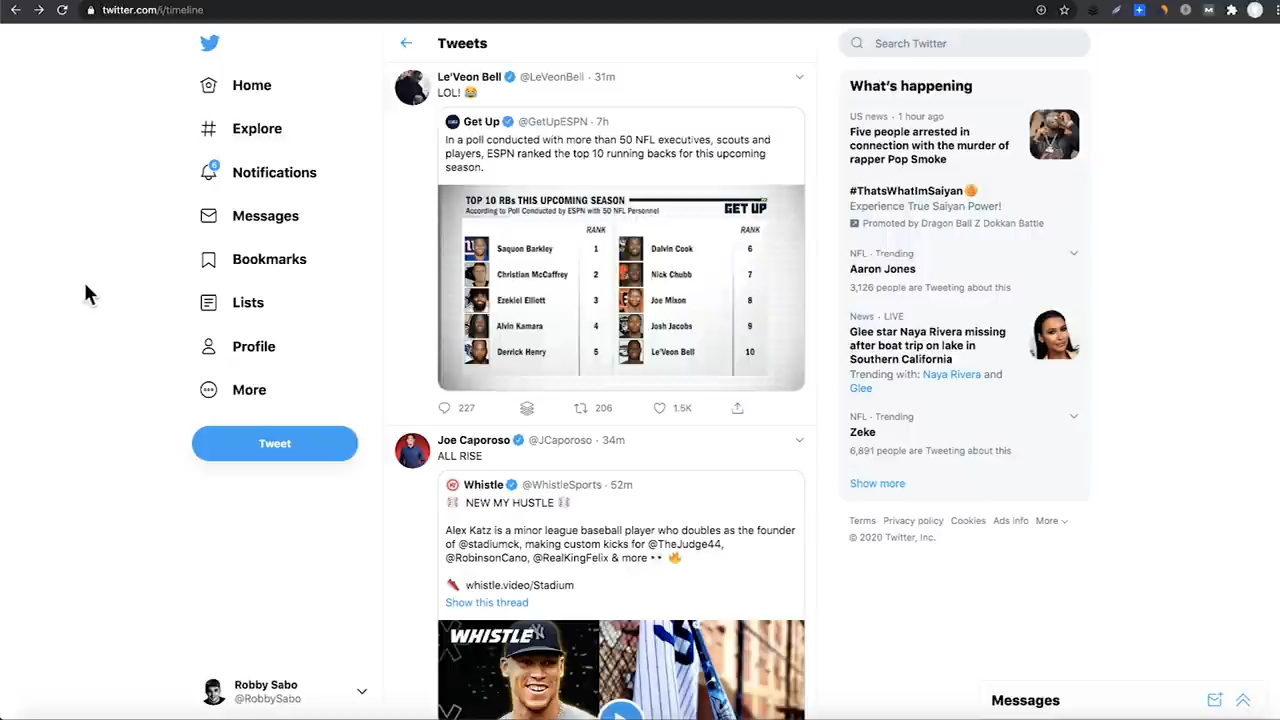 twitter.com/i/timeline
Home
Explore
6
Notifications
Messages
Bookmarks
Lists
Profile
More
Tweet
Robby Sabo
@RobbySabo
Tweets
Le'Veon Bell @LeVeonBell · 31m
LOL! 😂
Get Up @GetUpESPN · 7h
In a poll conducted with more than 50 NFL executives, scouts and
players, ESPN ranked the top 10 running backs for this upcoming
season.
TOP 10 RBs THIS UPCOMING SEASON
According to Poll Conducted by ESPN with 50 NFL Personnel
GET UP
RANK RANK
Saquon Barkley 1 Dalvin Cook 6
Christian McCaffrey 2 Nick Chubb 7
Ezekiel Elliott 3 Joe Mixon 8
Alvin Kamara 4 Josh Jacobs 9
Derrick Henry 5 Le'Veon Bell 10
227 206 1.5K
Joe Caporoso @JCaporoso · 34m
ALL RISE
Whistle @WhistleSports · 52m
NEW MY HUSTLE
Alex Katz is a minor league baseball player who doubles as the founder
of @stadiumck, making custom kicks for @TheJudge44,
@RobinsonCano, @RealKingFelix & more 👀 🔥
whistle.video/Stadium
Show this thread
WHISTLE
Search Twitter
What's happening
US news · 1 hour ago
Five people arrested in
connection with the murder of
rapper Pop Smoke
#ThatsWhatImSaiyan
Experience True Saiyan Power!
Promoted by Dragon Ball Z Dokkan Battle
NFL · Trending
Aaron Jones
3,126 people are Tweeting about this
News · LIVE
Glee star Naya Rivera missing
after boat trip on lake in
Southern California
Trending with: Naya Rivera and
Glee
NFL · Trending
Zeke
6,891 people are Tweeting about this
Show more
Terms Privacy policy Cookies Ads info More
© 2020 Twitter, Inc.
Messages